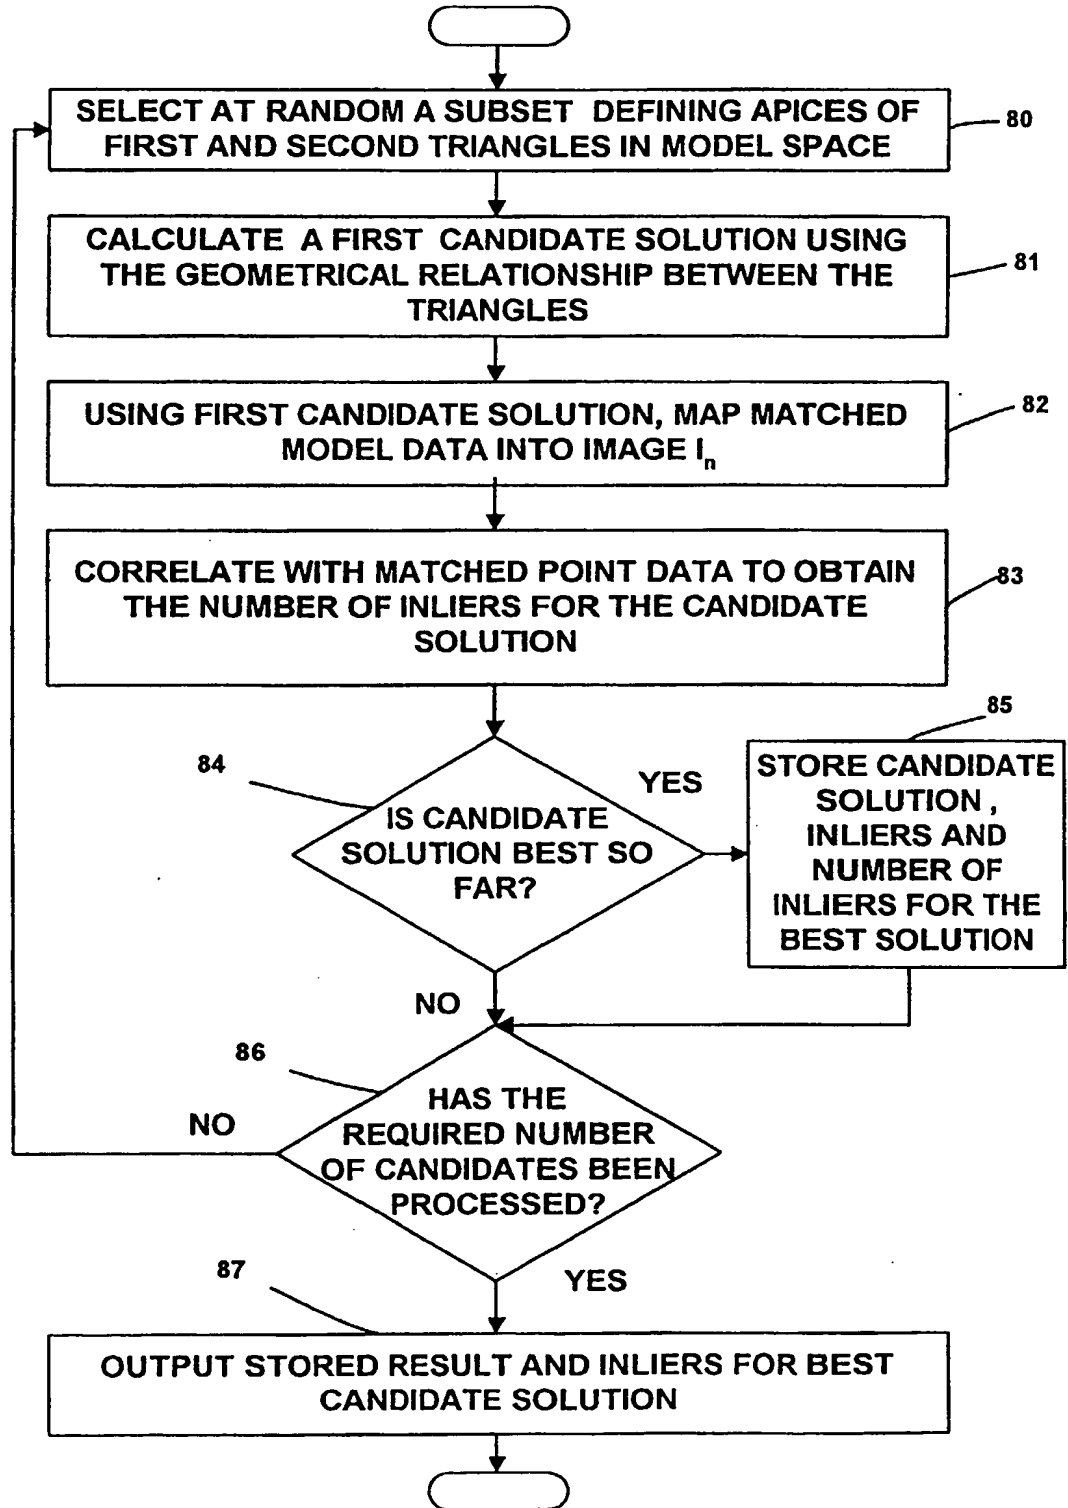 SELECT AT RANDOM A SUBSET DEFINING APICES OF
FIRST AND SECOND TRIANGLES IN MODEL SPACE
80
CALCULATE A FIRST CANDIDATE SOLUTION USING
THE GEOMETRICAL RELATIONSHIP BETWEEN THE
TRIANGLES
81
USING FIRST CANDIDATE SOLUTION, MAP MATCHED
MODEL DATA INTO IMAGE In
82
CORRELATE WITH MATCHED POINT DATA TO OBTAIN
THE NUMBER OF INLIERS FOR THE CANDIDATE
SOLUTION
83
84
IS CANDIDATE
SOLUTION BEST SO
FAR?
YES
85
STORE CANDIDATE
SOLUTION ,
INLIERS AND
NUMBER OF
INLIERS FOR THE
BEST SOLUTION
NO
86
HAS THE
REQUIRED NUMBER
OF CANDIDATES BEEN
PROCESSED?
NO
YES
87
OUTPUT STORED RESULT AND INLIERS FOR BEST
CANDIDATE SOLUTION